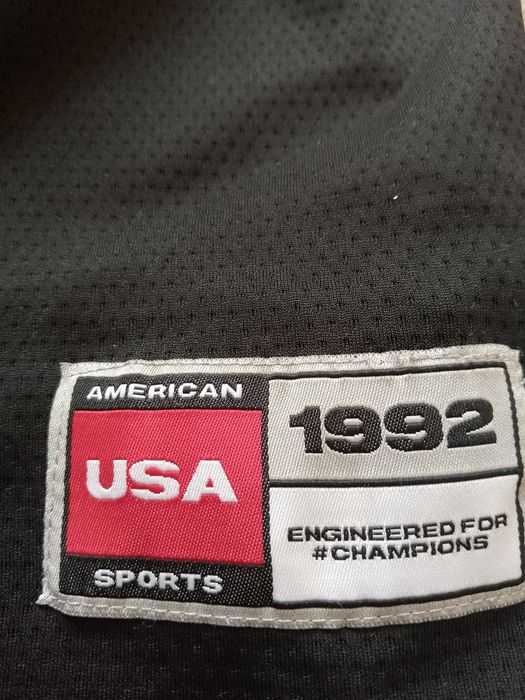 AMERICAN
USA
SPORTS
1992
ENGINEERED FOR
#CHAMPIONS